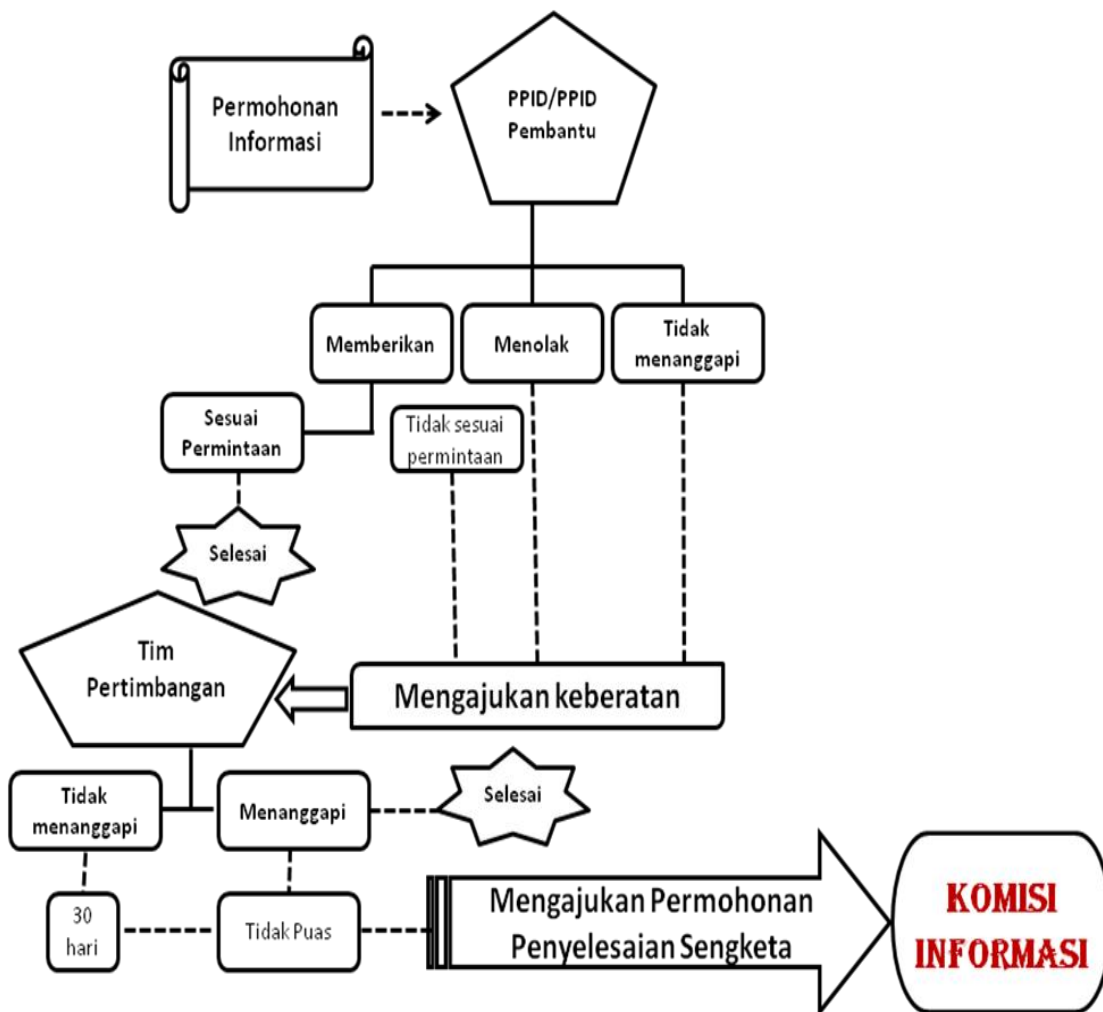 Permohonan
Informasi
PPID/PPID
Pembantu
Memberikan
Menolak
Tidak
menanggapi
Sesuai
Permintaan
Tidak sesuai
permintaan
Selesai
Tim
Pertimbangan
Mengajukan keberatan
Tidak
menanggapi
Menanggapi
Selesai
30
hari
Tidak Puas
Mengajukan Permohonan
Penyelesaian Sengketa
KOMISI
INFORMASI